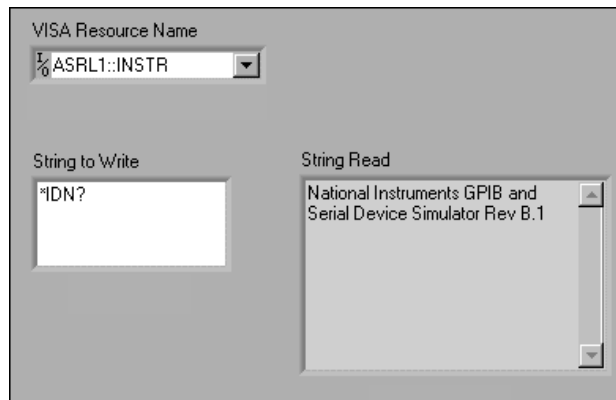 VISA Resource Name
I/O ASRL1::INSTR
String to Write
*IDN?
String Read
National Instruments GPIB and
Serial Device Simulator Rev B.1